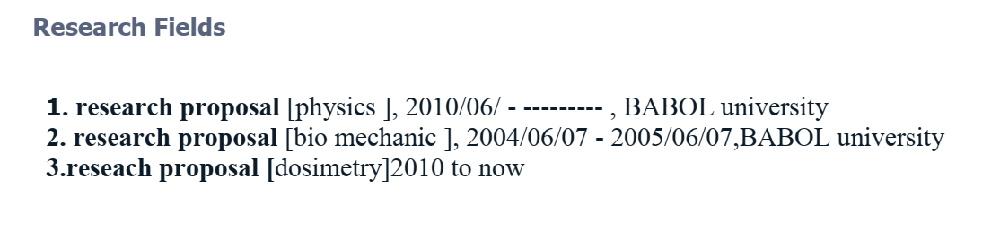 Research Fields
1. research proposal [physics ], 2010/06/ - --------- , BABOL university
2. research proposal [bio mechanic ], 2004/06/07 - 2005/06/07,BABOL university
3.reseach proposal [dosimetry]2010 to now